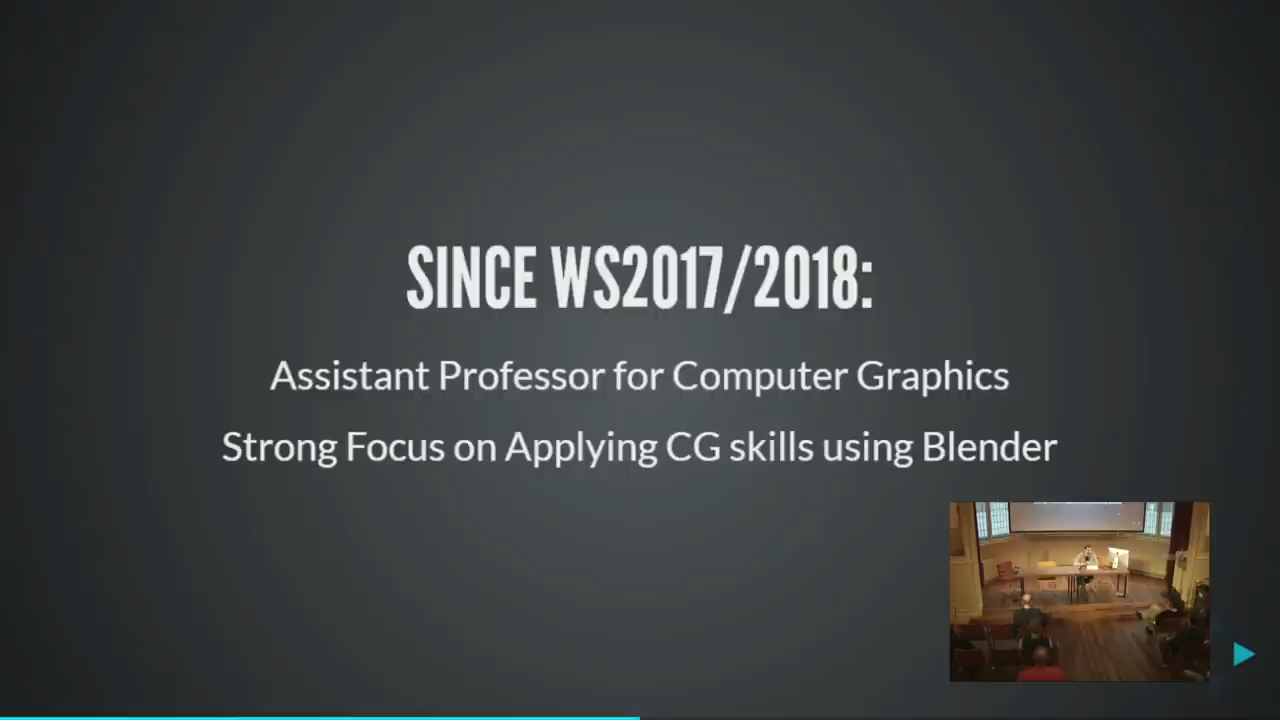 SINCE WS2017/2018:
Assistant Professor for Computer Graphics
Strong Focus on Applying CG skills using Blender